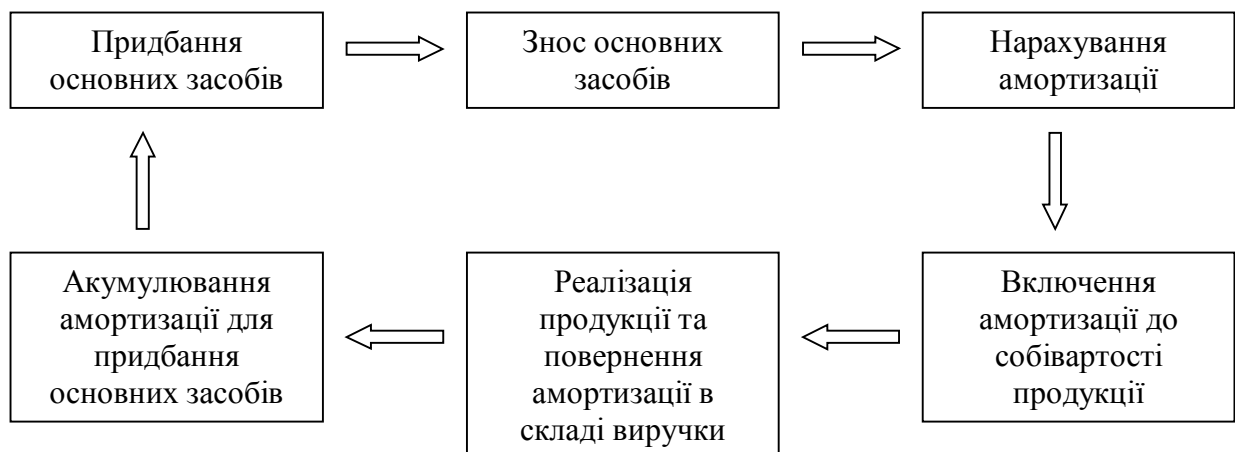 Придбання
основних засобів
Знос основних
засобів
Нарахування
амортизації
Акумулювання
амортизації для
придбання
основних засобів
Реалізація
продукції та
повернення
амортизації в
складі виручки
Включення
амортизації до
собівартості
продукції